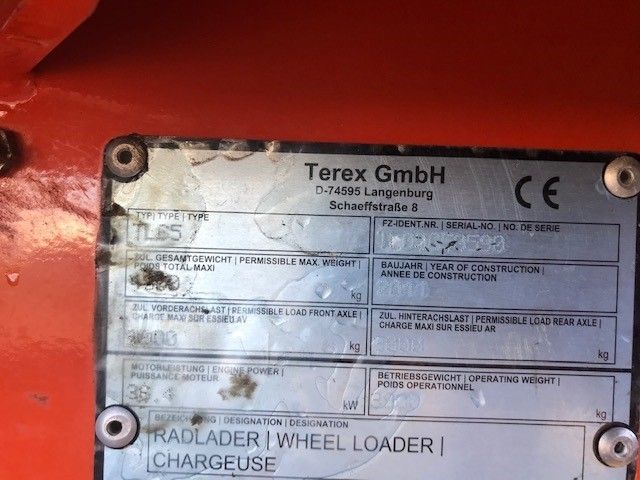 Terex GmbH
D-74595 Langenburg
Schaeffstraße 8
CE
TYP | TYPE | TYPE
TL65
FZ-IDENT.NR. | SERIAL-NO. | NO. DE SERIE
ZUL. GESAMTGEWICHT | PERMISSIBLE MAX. WEIGHT |
POIDS TOTAL MAXI
kg
BAUJAHR | YEAR OF CONSTRUCTION |
ANNEE DE CONSTRUCTION
ZUL. VORDERACHSLAST | PERMISSIBLE LOAD FRONT AXLE |
CHARGE MAXI SUR ESSIEU AV
kg
ZUL. HINTERACHSLAST | PERMISSIBLE LOAD REAR AXLE |
CHARGE MAXI SUR ESSIEU AR
kg
MOTORLEISTUNG | ENGINE POWER |
PUISSANCE MOTEUR
kW
BETRIEBSGEWICHT | OPERATING WEIGHT |
POIDS OPERATIONNEL
kg
BEZEICHNUNG | DESIGNATION | DESIGNATION
RADLADER | WHEEL LOADER |
CHARGEUSE